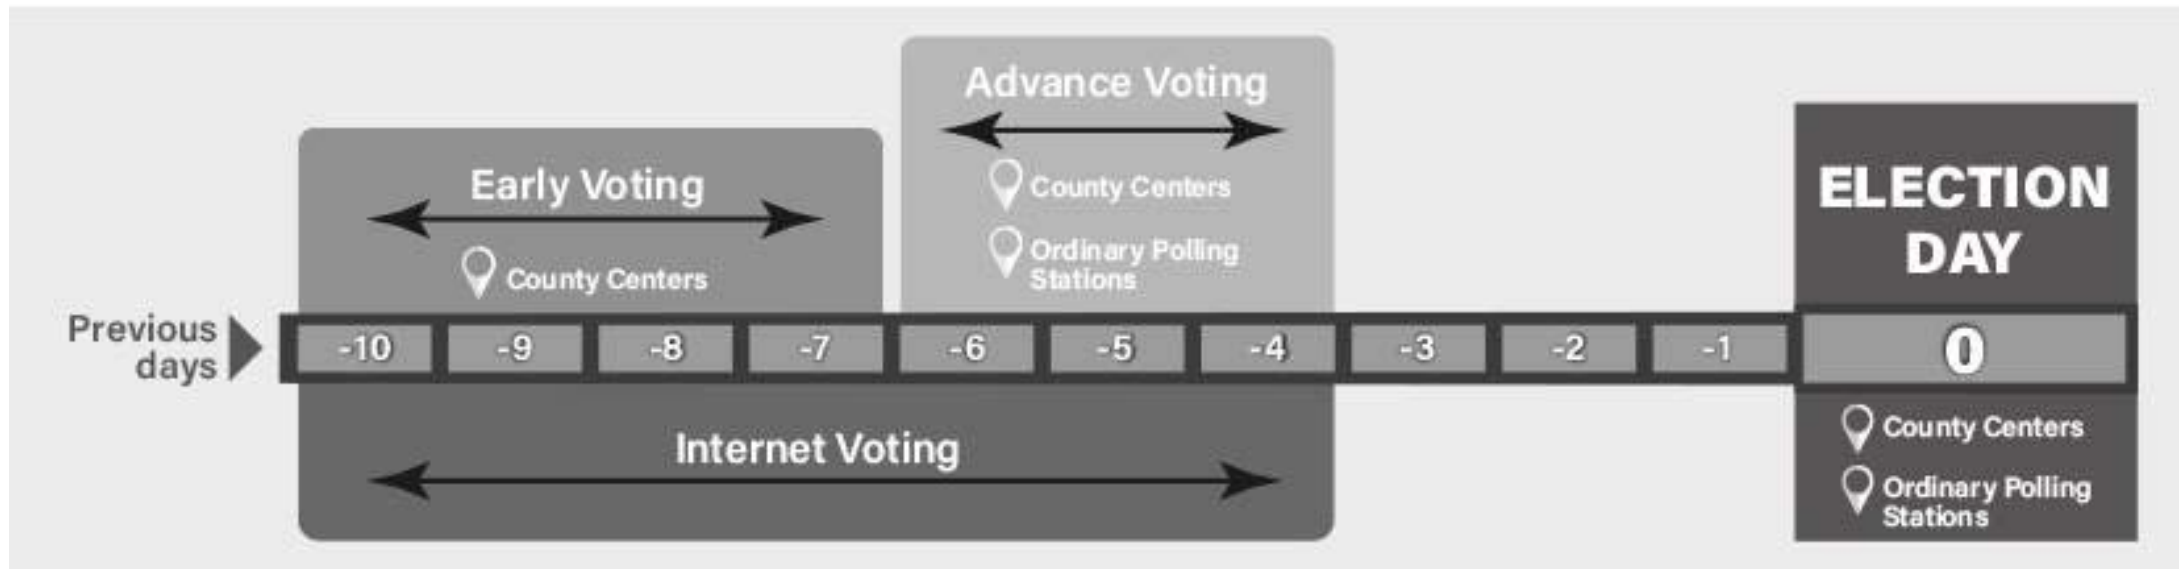 Advance Voting
County Centers
Ordinary Polling
Stations
Early Voting
County Centers
ELECTION
DAY
Previous
days
-10 -9 -8 -7 -6 -5 -4 -3 -2 -1 0
Internet Voting
County Centers
Ordinary Polling
Stations